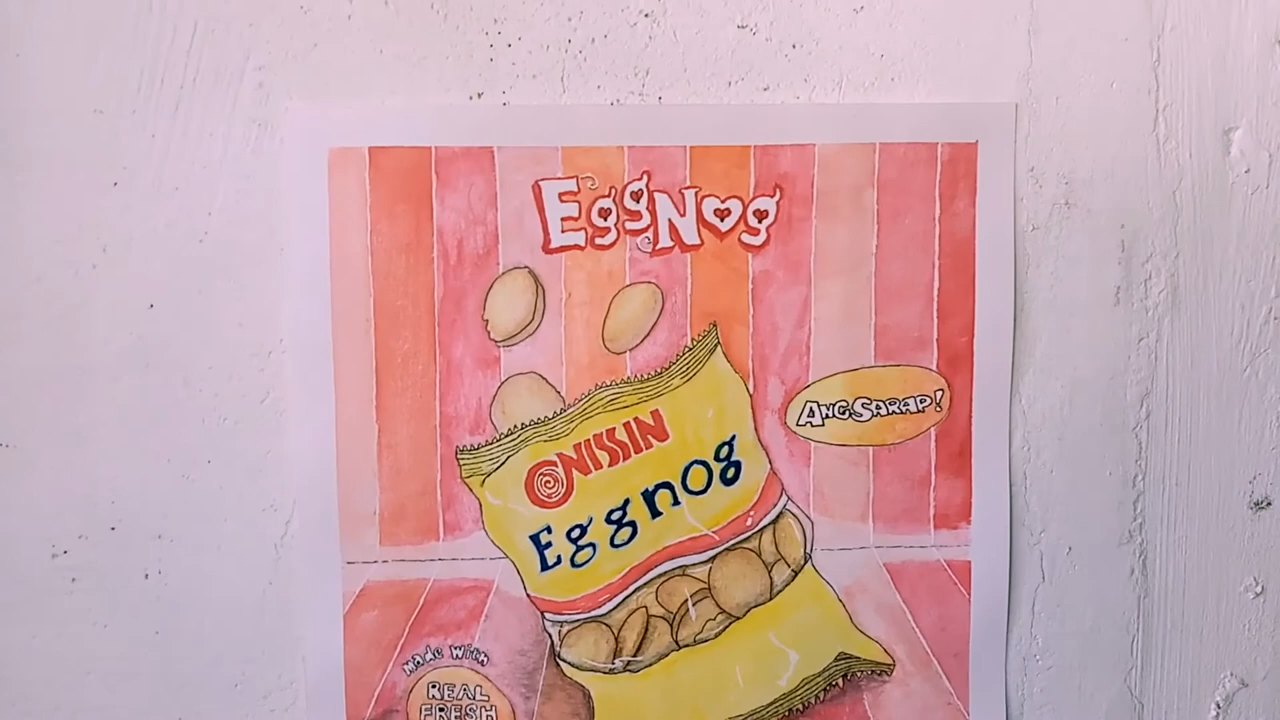 EggNog
ANG SARAP!
NISSIN
Eggnog
made with
REAL
FRESH